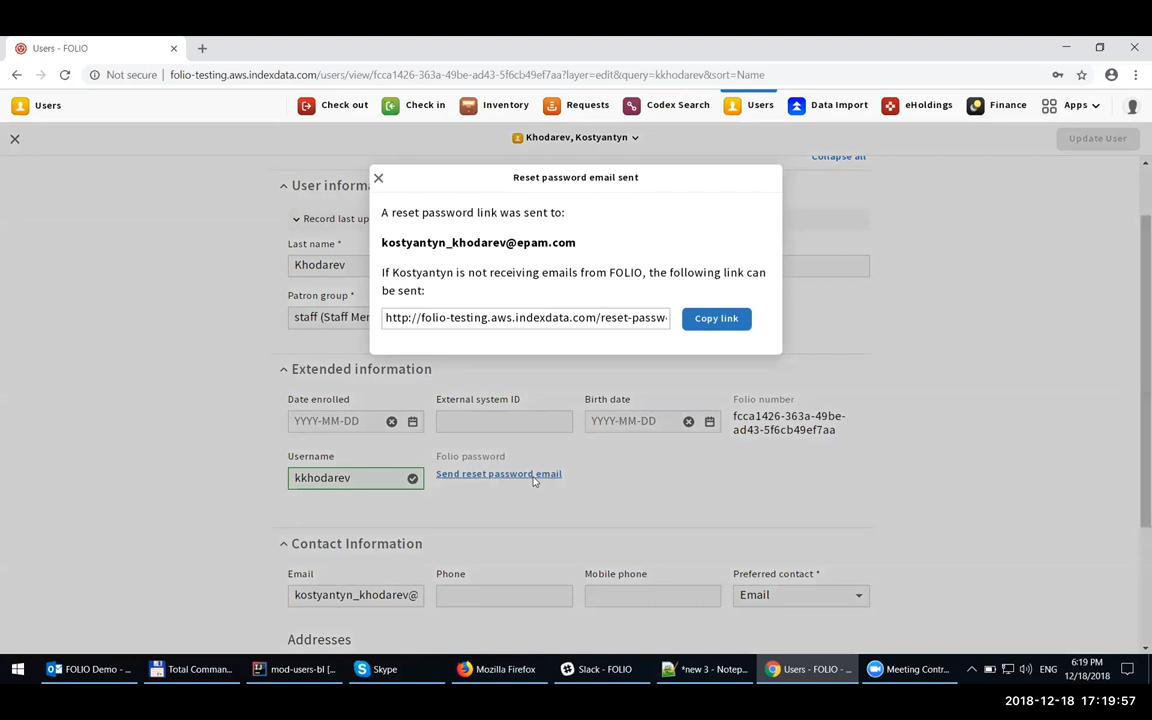 Users - FOLIO
Not secure
folio-testing.aws.indexdata.com/users/view/fcca1426-363a-49be-ad43-5f6cb49ef7aa?layer=edit&query=kkhodarev&sort=Name
Users
Check out
Check in
Inventory
Requests
Codex Search
Users
Data Import
eHoldings
Finance
Apps
Khodarev, Kostyantyn
Update User
Collapse all
User informa
Record last up
Last name *
Khodarev
Patron group *
staff (Staff Mer
Reset password email sent
A reset password link was sent to:
kostyantyn_khodarev@epam.com
If Kostyantyn is not receiving emails from FOLIO, the following link can
be sent:
http://folio-testing.aws.indexdata.com/reset-passw
Copy link
Extended information
Date enrolled
External system ID
Birth date
Folio number
YYYY-MM-DD
YYYY-MM-DD
fcca1426-363a-49be-
ad43-5f6cb49ef7aa
Username
Folio password
kkhodarev
Send reset password email
Contact Information
Email
Phone
Mobile phone
Preferred contact *
kostyantyn_khodarev@
Email
Addresses
FOLIO Demo - ...
Total Comman...
mod-users-bl [...
Skype
Mozilla Firefox
Slack - FOLIO
*new 3 - Notep...
Users - FOLIO - ...
Meeting Contr...
ENG
6:19 PM
12/18/2018
2018-12-18 17:19:57